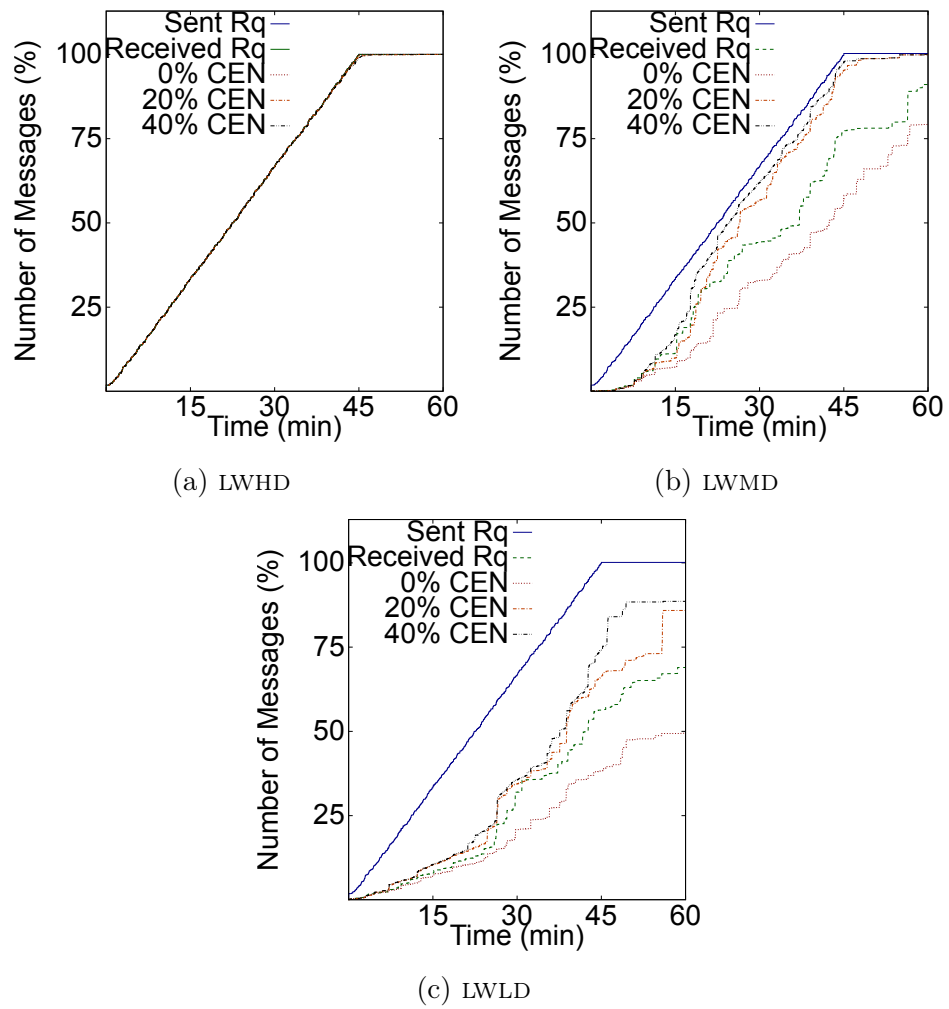 Sent Rq
Received Rq
0% CEN
20% CEN
40% CEN
Number of Messages (%)
100
75
50
25
15 30 45 60
Time (min)
(a) LWHD
Sent Rq
Received Rq
0% CEN
20% CEN
40% CEN
Number of Messages (%)
100
75
50
25
15 30 45 60
Time (min)
(b) LWMD
Sent Rq
Received Rq
0% CEN
20% CEN
40% CEN
Number of Messages (%)
100
75
50
25
15 30 45 60
Time (min)
(c) LWLD